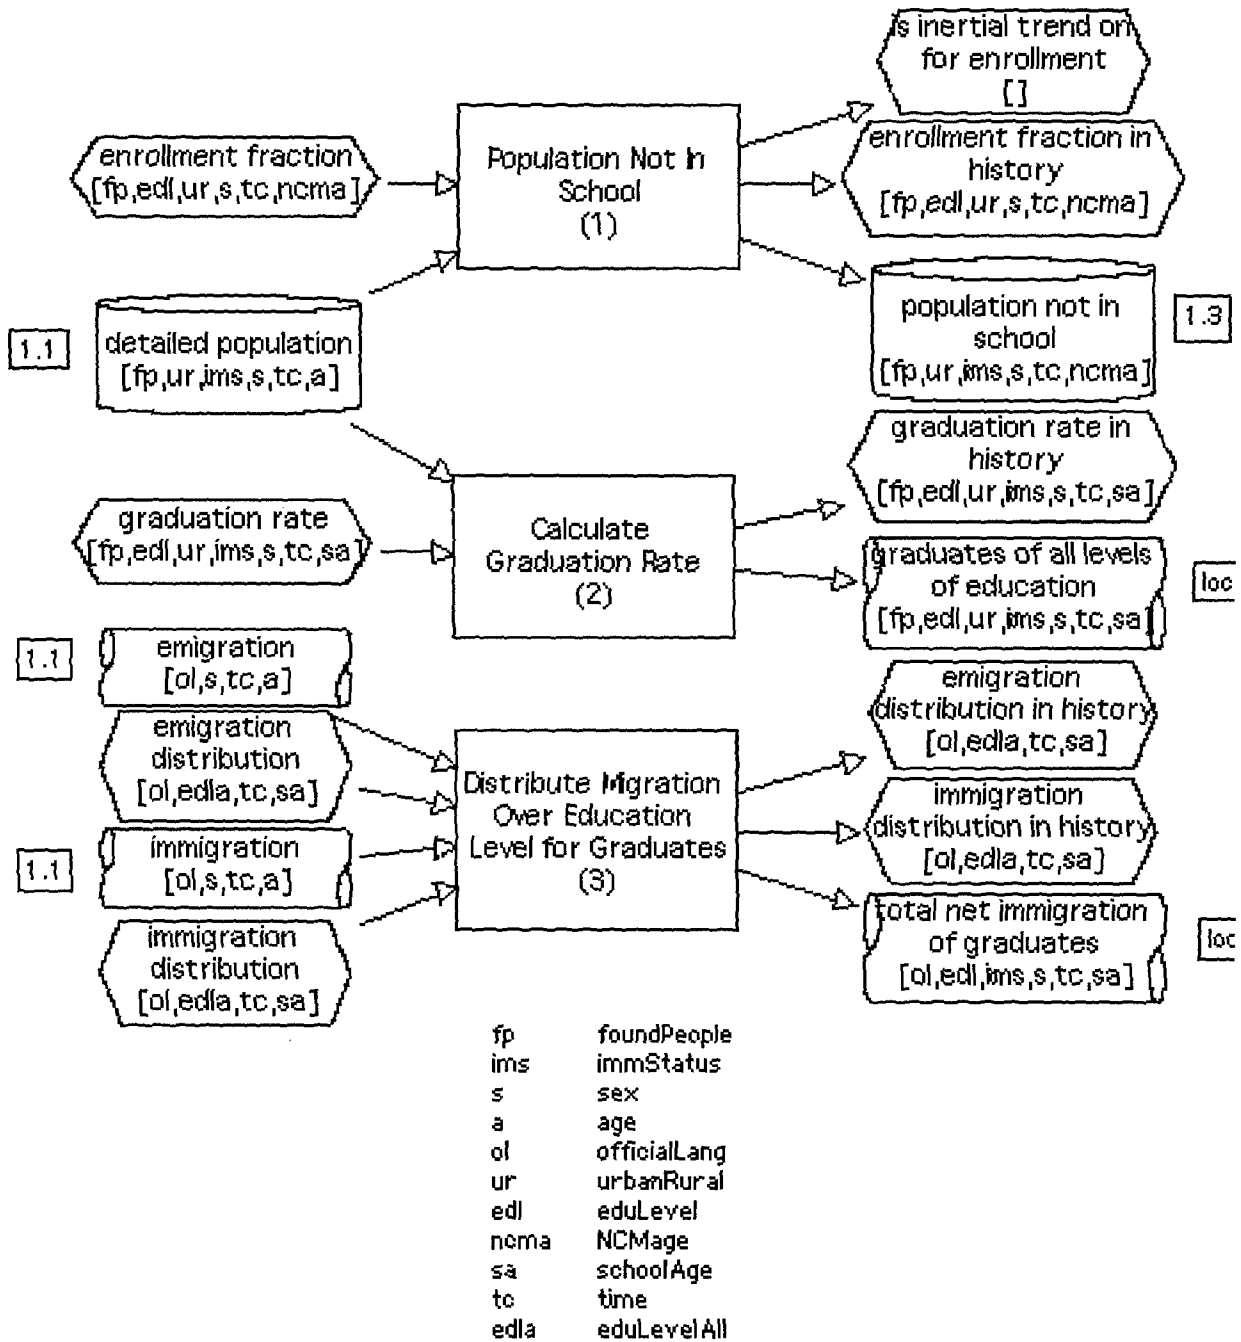 is inertial trend on
for enrollment
[]
enrollment fraction
[fp,edl,ur,s,tc,ncma]
Population Not In
School
(1)
enrollment fraction in
history
[fp,edl,ur,s,tc,ncma]
1.1
detailed population
[fp,ur,ims,s,tc,a]
population not in
school
[fp,ur,ims,s,tc,ncma]
1.3
graduation rate
[fp,edl,ur,ims,s,tc,sa]
Calculate
Graduation Rate
(2)
graduation rate in
history
[fp,edl,ur,ims,s,tc,sa]
graduates of all levels
of education
[fp,edl,ur,ims,s,tc,sa]
loc
1.1
emigration
[ol,s,tc,a]
emigration
distribution
[ol,edla,tc,sa]
1.1
immigration
[ol,s,tc,a]
immigration
distribution
[ol,edla,tc,sa]
Distribute Migration
Over Education
Level for Graduates
(3)
emigration
distribution in history
[ol,edla,tc,sa]
immigration
distribution in history
[ol,edla,tc,sa]
total net immigration
of graduates
[ol,edl,ims,s,tc,sa]
loc
fp foundPeople
ims immStatus
s sex
a age
ol officialLang
ur urbanRural
edl eduLevel
ncma NCMage
sa schoolAge
tc time
edla eduLevelAll